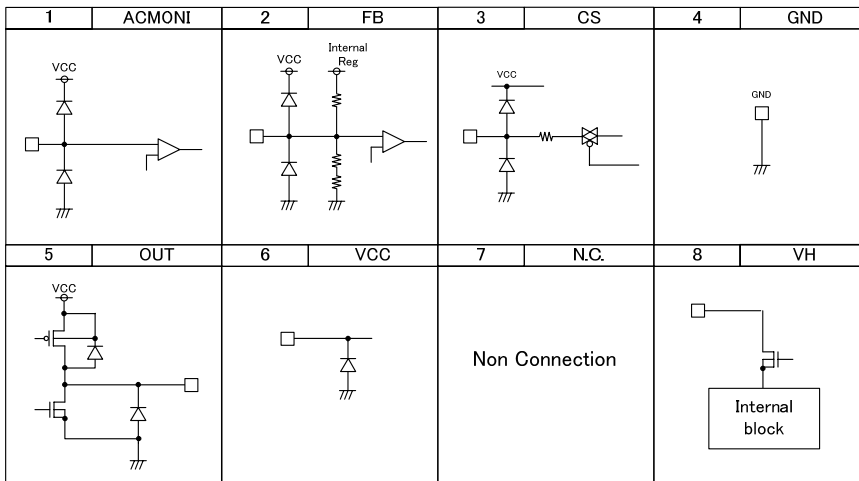 1 ACMONI 2 FB 3 CS 4 GND
VCC
VCC
Internal
Reg
VCC
GND
5 OUT 6 VCC 7 N.C. 8 VH
VCC
Non Connection
Internal
block